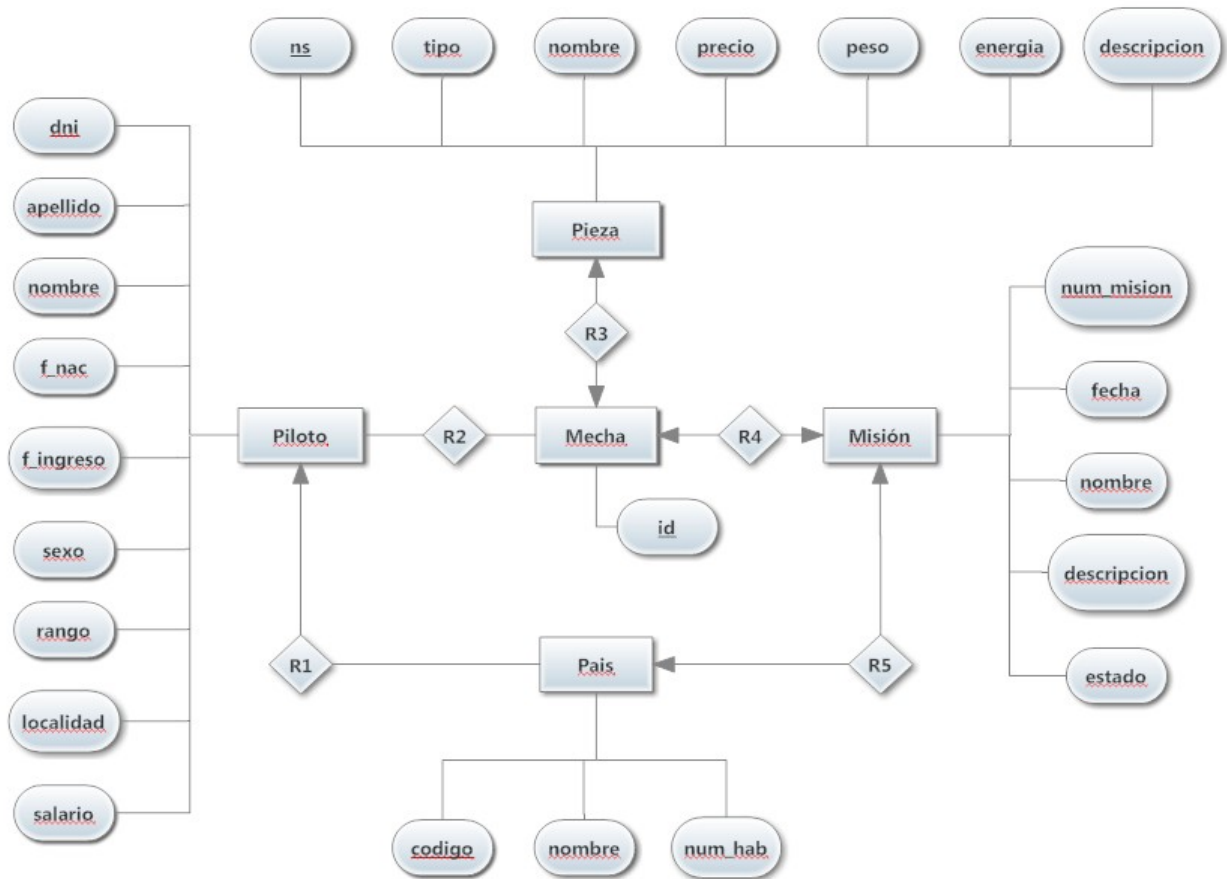 ns
tipo
nombre
precio
peso
energia
descripcion
dni
apellido
nombre
f_nac
f_ingreso
sexo
rango
localidad
salario
Pieza
R3
Piloto
R2
Mecha
R4
Misión
id
num_mision
fecha
nombre
descripcion
estado
R1
Pais
R5
codigo
nombre
num_hab